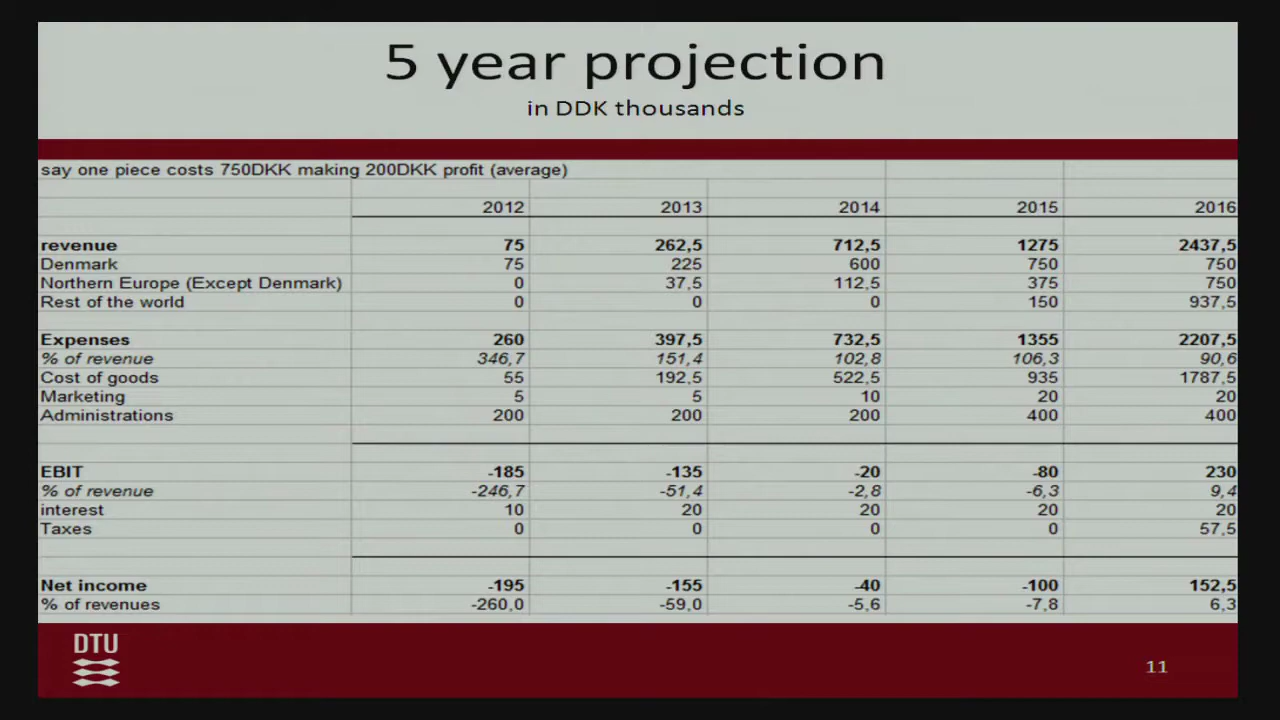 5 year projection
in DDK thousands
say one piece costs 750DKK making 200DKK profit (average)
2012 2013 2014 2015 2016
revenue 75 262,5 712,5 1275 2437,5
Denmark 75 225 600 750 750
Northern Europe (Except Denmark) 0 37,5 112,5 375 750
Rest of the world 0 0 0 150 937,5
Expenses 260 397,5 732,5 1355 2207,5
% of revenue 346,7 151,4 102,8 106,3 90,6
Cost of goods 55 192,5 522,5 935 1787,5
Marketing 5 5 10 20 20
Administrations 200 200 200 400 400
EBIT -185 -135 -20 -80 230
% of revenue -246,7 -51,4 -2,8 -6,3 9,4
interest 10 20 20 20 20
Taxes 0 0 0 0 57,5
Net income -195 -155 -40 -100 152,5
% of revenues -260,0 -59,0 -5,6 -7,8 6,3
DTU
11